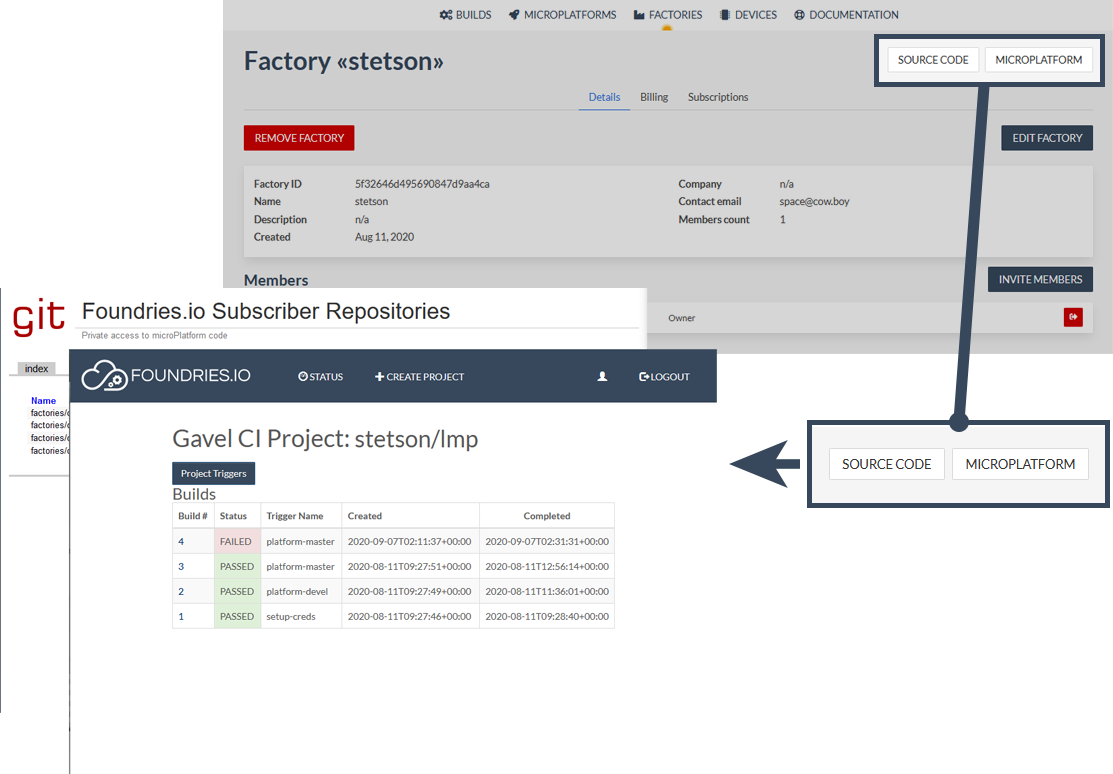 BUILDS MICROPLATFORMS FACTORIES DEVICES DOCUMENTATION
Factory «stetson»
SOURCE CODE MICROPLATFORM
Details Billing Subscriptions
REMOVE FACTORY EDIT FACTORY
Factory ID 5f32646d495690847d9aa4ca Company n/a
Name stetson Contact email space@cow.boy
Description n/a Members count 1
Created Aug 11, 2020
Members INVITE MEMBERS
Owner
git Foundries.io Subscriber Repositories
Private access to microPlatform code
index
Name
factories/
factories/
factories/
factories/
FOUNDRIES.IO STATUS CREATE PROJECT LOGOUT
Gavel CI Project: stetson/lmp
Project Triggers
Builds
Build # Status Trigger Name Created Completed
4 FAILED platform-master 2020-09-07T02:11:37+00:00 2020-09-07T02:31:31+00:00
3 PASSED platform-master 2020-08-11T09:27:51+00:00 2020-08-11T12:56:14+00:00
2 PASSED platform-devel 2020-08-11T09:27:49+00:00 2020-08-11T11:36:01+00:00
1 PASSED setup-creds 2020-08-11T09:27:46+00:00 2020-08-11T09:28:40+00:00
SOURCE CODE MICROPLATFORM